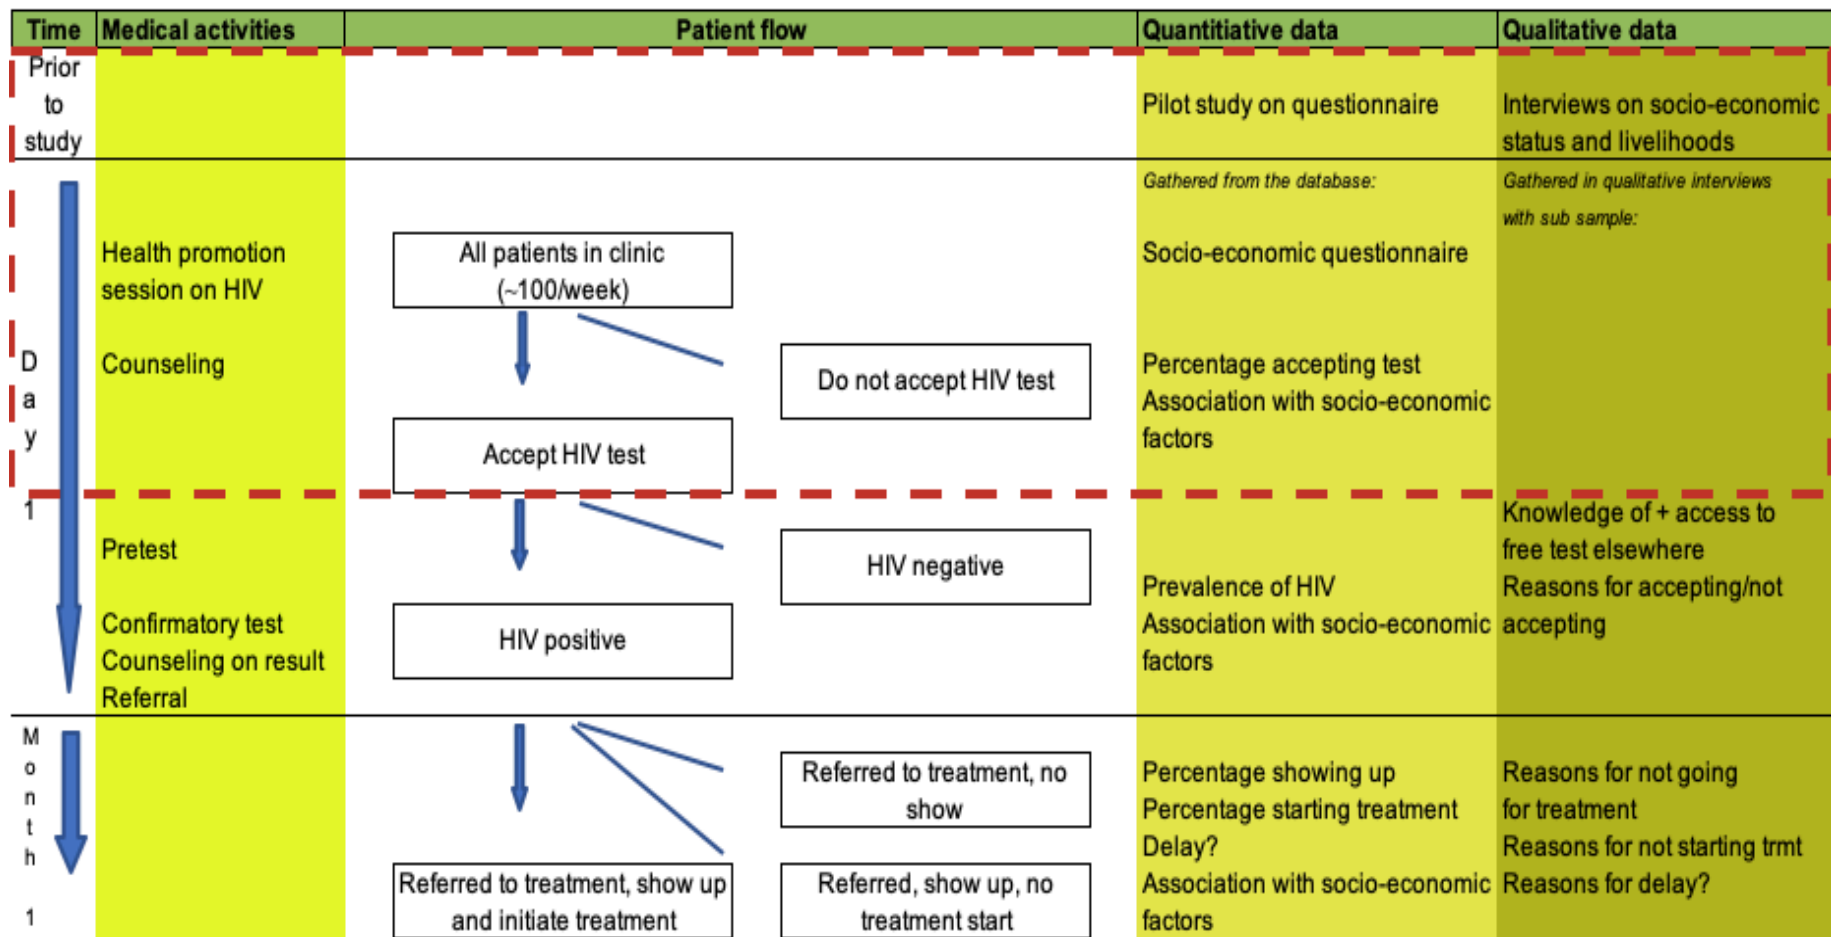 Time
Medical activities
Patient flow
Quantitiative data
Qualitative data
Prior
to
study
Pilot study on questionnaire
Interviews on socio-economic
status and livelihoods
Day 1
Gathered from the database:
Gathered in qualitative interviews
with sub sample:
Health promotion
session on HIV
All patients in clinic
(~100/week)
Socio-economic questionnaire
Counseling
Do not accept HIV test
Percentage accepting test
Association with socio-economic
factors
Accept HIV test
Pretest
HIV negative
Knowledge of + access to
free test elsewhere
Reasons for accepting/not
accepting
Prevalence of HIV
Association with socio-economic
factors
Confirmatory test
Counseling on result
Referral
HIV positive
Month 1
Referred to treatment, no
show
Percentage showing up
Percentage starting treatment
Delay?
Association with socio-economic
factors
Reasons for not going
for treatment
Reasons for not starting trmt
Reasons for delay?
Referred to treatment, show up
and initiate treatment
Referred, show up, no
treatment start